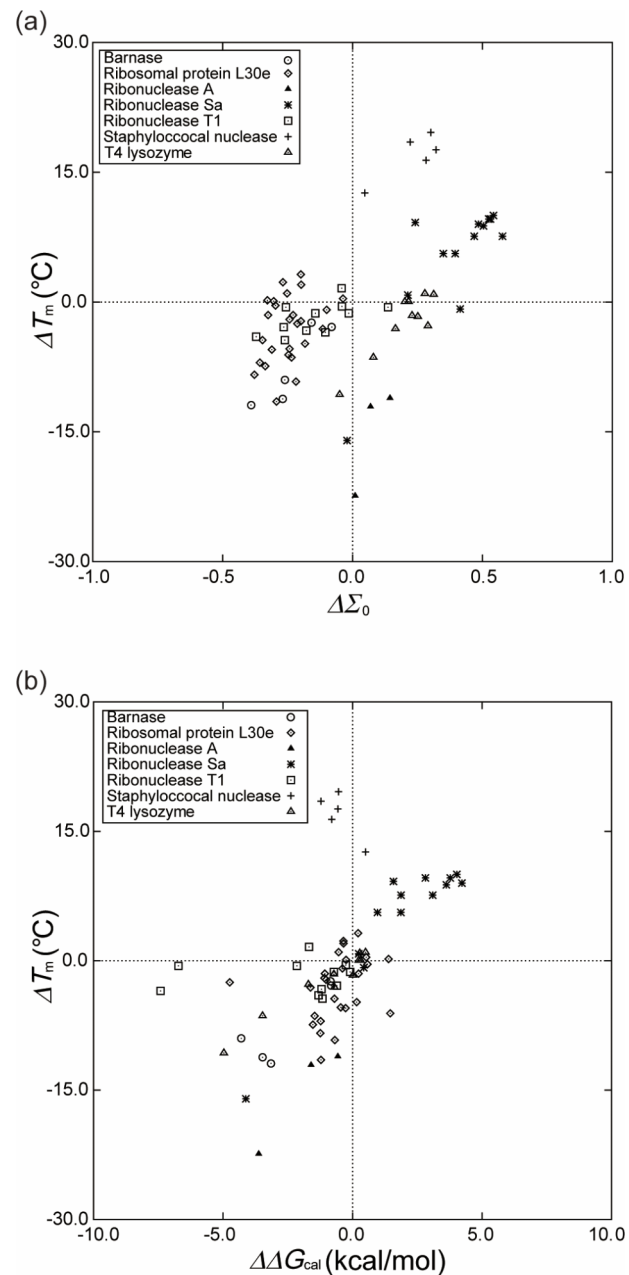 (a)
30.0
15.0
0.0
-15.0
-30.0
ΔTm (°C)
Barnase
Ribosomal protein L30e
Ribonuclease A
Ribonuclease Sa
Ribonuclease T1
Staphyloccocal nuclease
T4 lysozyme
-1.0 -0.5 0.0 0.5 1.0
ΔΣ0
(b)
30.0
15.0
0.0
-15.0
-30.0
ΔTm (°C)
Barnase
Ribosomal protein L30e
Ribonuclease A
Ribonuclease Sa
Ribonuclease T1
Staphyloccocal nuclease
T4 lysozyme
-10.0 -5.0 0.0 5.0 10.0
ΔΔGcal (kcal/mol)